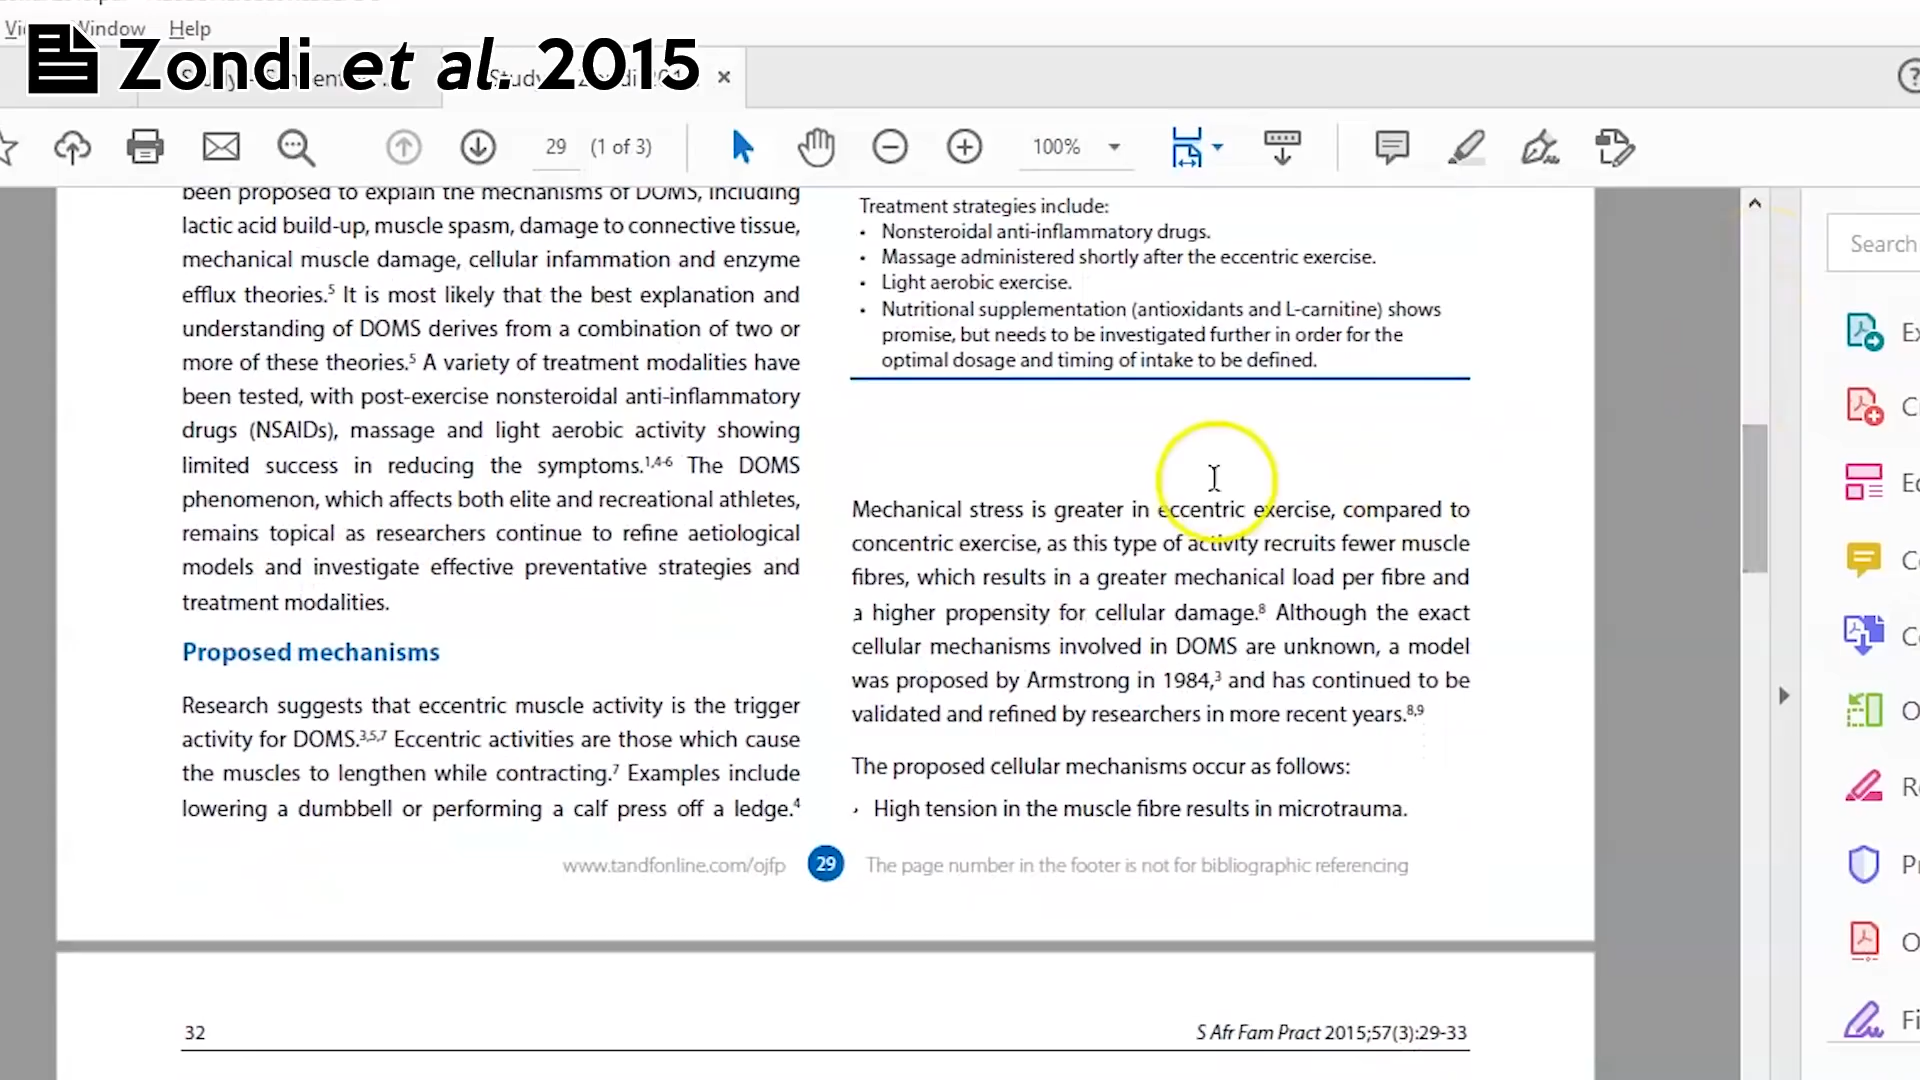 Window Help
Zondi et al. 2015
29 (1 of 3)
100%
Search
been proposed to explain the mechanisms of DOMS, including
lactic acid build-up, muscle spasm, damage to connective tissue,
mechanical muscle damage, cellular infammation and enzyme
efflux theories.5 It is most likely that the best explanation and
understanding of DOMS derives from a combination of two or
more of these theories.5 A variety of treatment modalities have
been tested, with post-exercise nonsteroidal anti-inflammatory
drugs (NSAIDs), massage and light aerobic activity showing
limited success in reducing the symptoms.1,4-6 The DOMS
phenomenon, which affects both elite and recreational athletes,
remains topical as researchers continue to refine aetiological
models and investigate effective preventative strategies and
treatment modalities.
Proposed mechanisms
Research suggests that eccentric muscle activity is the trigger
activity for DOMS.3,5,7 Eccentric activities are those which cause
the muscles to lengthen while contracting.7 Examples include
lowering a dumbbell or performing a calf press off a ledge.4
Treatment strategies include:
• Nonsteroidal anti-inflammatory drugs.
• Massage administered shortly after the eccentric exercise.
• Light aerobic exercise.
• Nutritional supplementation (antioxidants and L-carnitine) shows
promise, but needs to be investigated further in order for the
optimal dosage and timing of intake to be defined.
Mechanical stress is greater in eccentric exercise, compared to
concentric exercise, as this type of activity recruits fewer muscle
fibres, which results in a greater mechanical load per fibre and
a higher propensity for cellular damage.8 Although the exact
cellular mechanisms involved in DOMS are unknown, a model
was proposed by Armstrong in 1984,3 and has continued to be
validated and refined by researchers in more recent years.8,9
The proposed cellular mechanisms occur as follows:
• High tension in the muscle fibre results in microtrauma.
www.tandfonline.com/ojfp 29 The page number in the footer is not for bibliographic referencing
32 S Afr Fam Pract 2015;57(3):29-33